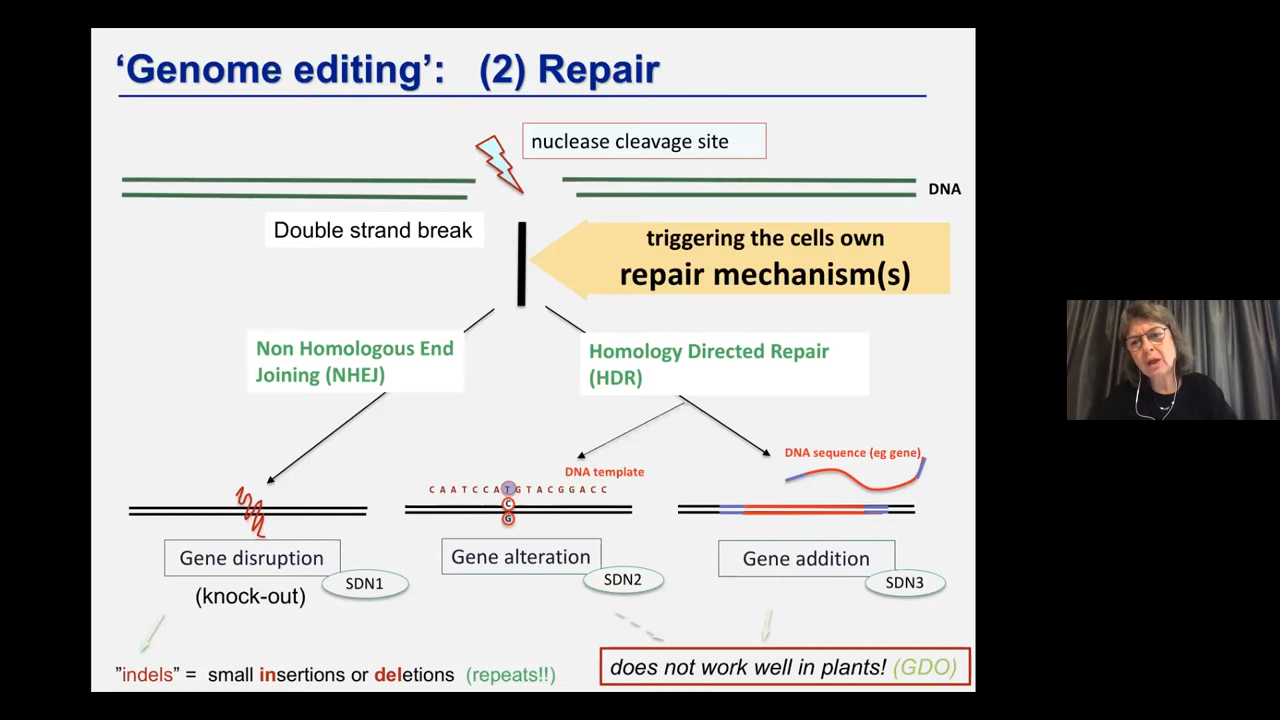 ‘Genome editing’: (2) Repair
nuclease cleavage site
DNA
Double strand break
triggering the cells own
repair mechanism(s)
Non Homologous End
Joining (NHEJ)
Homology Directed Repair
(HDR)
DNA template
DNA sequence (eg gene)
C A A T C C A T G T A C G G A C C
C
G
Gene disruption
SDN1
(knock-out)
Gene alteration
SDN2
Gene addition
SDN3
”indels” = small insertions or deletions (repeats!!)
does not work well in plants! (GDO)